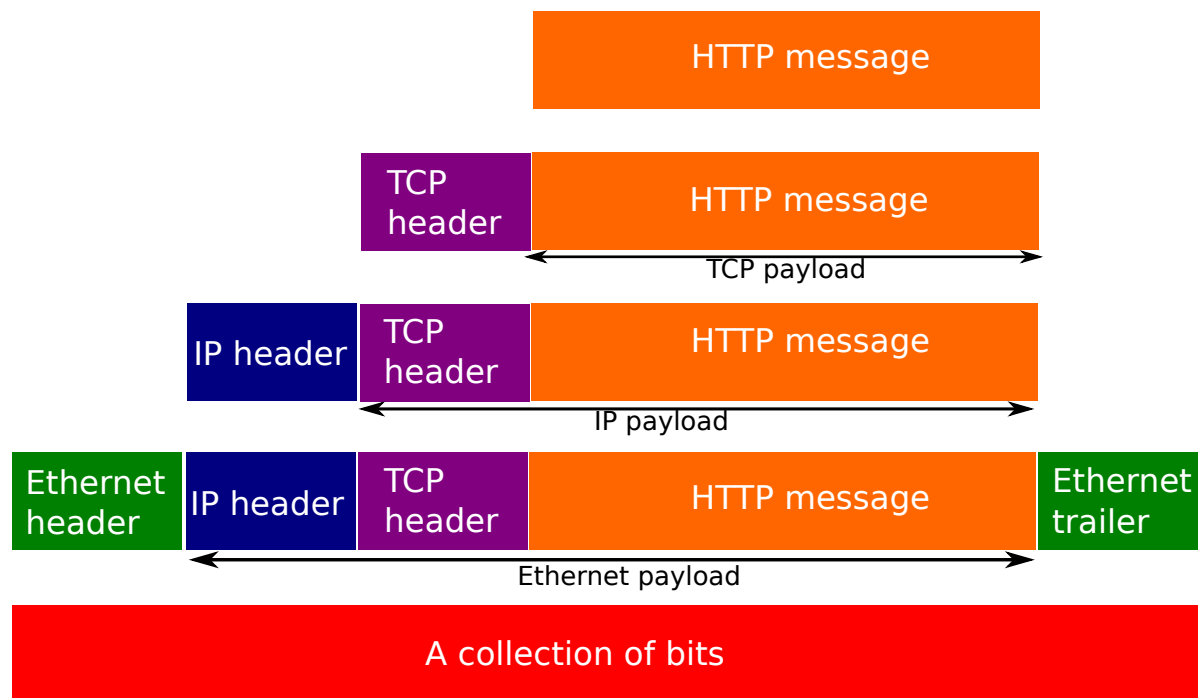 HTTP message
TCP
header
HTTP message
TCP payload
IP header
TCP
header
HTTP message
IP payload
Ethernet
header
IP header
TCP
header
HTTP message
Ethernet
trailer
Ethernet payload
A collection of bits